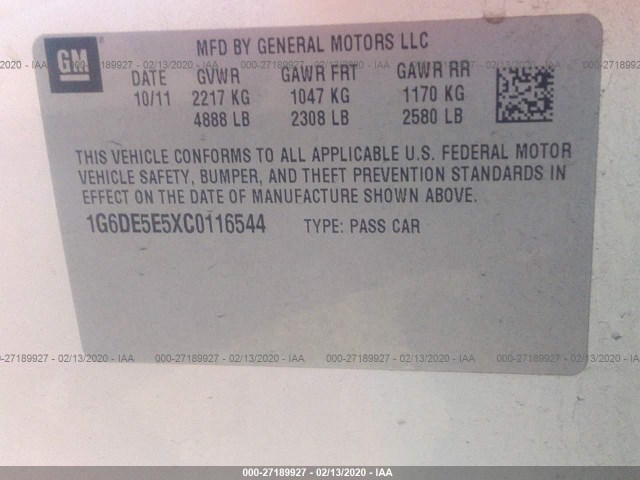 GM
MFD BY GENERAL MOTORS LLC
DATE GVWR GAWR FRT GAWR RR
10/11 2217 KG 1047 KG 1170 KG
4888 LB 2308 LB 2580 LB
THIS VEHICLE CONFORMS TO ALL APPLICABLE U.S. FEDERAL MOTOR
VEHICLE SAFETY, BUMPER, AND THEFT PREVENTION STANDARDS IN
EFFECT ON THE DATE OF MANUFACTURE SHOWN ABOVE.
1G6DE5E5XC0116544 TYPE: PASS CAR
000-27189927 - 02/13/2020 - IAA